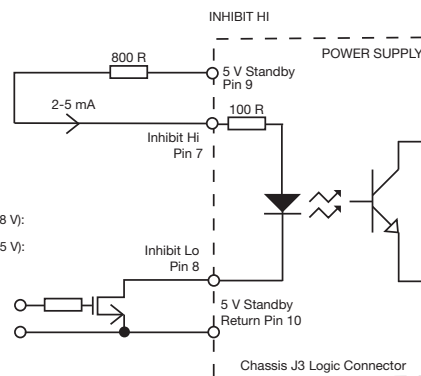 INHIBIT HI
POWER SUPPLY
800 R
5 V Standby
Pin 9
2-5 mA
100 R
Inhibit Hi
Pin 7
8 V):
5 V):
Inhibit Lo
Pin 8
5 V Standby
Return Pin 10
Chassis J3 Logic Connector